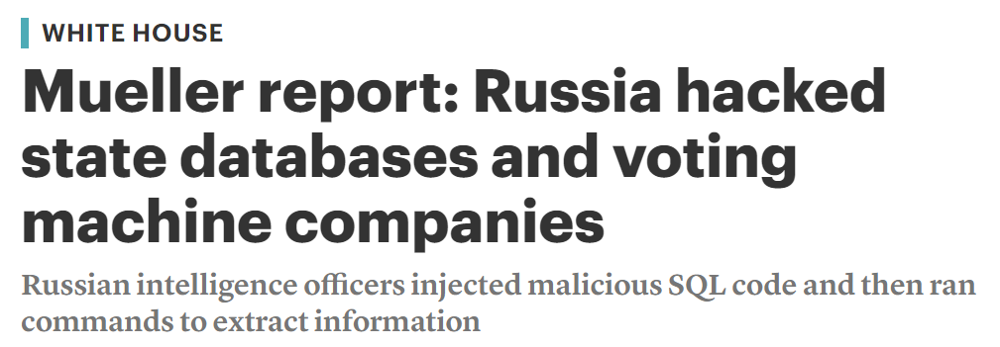 WHITE HOUSE
Mueller report: Russia hacked
state databases and voting
machine companies
Russian intelligence officers injected malicious SQL code and then ran
commands to extract information